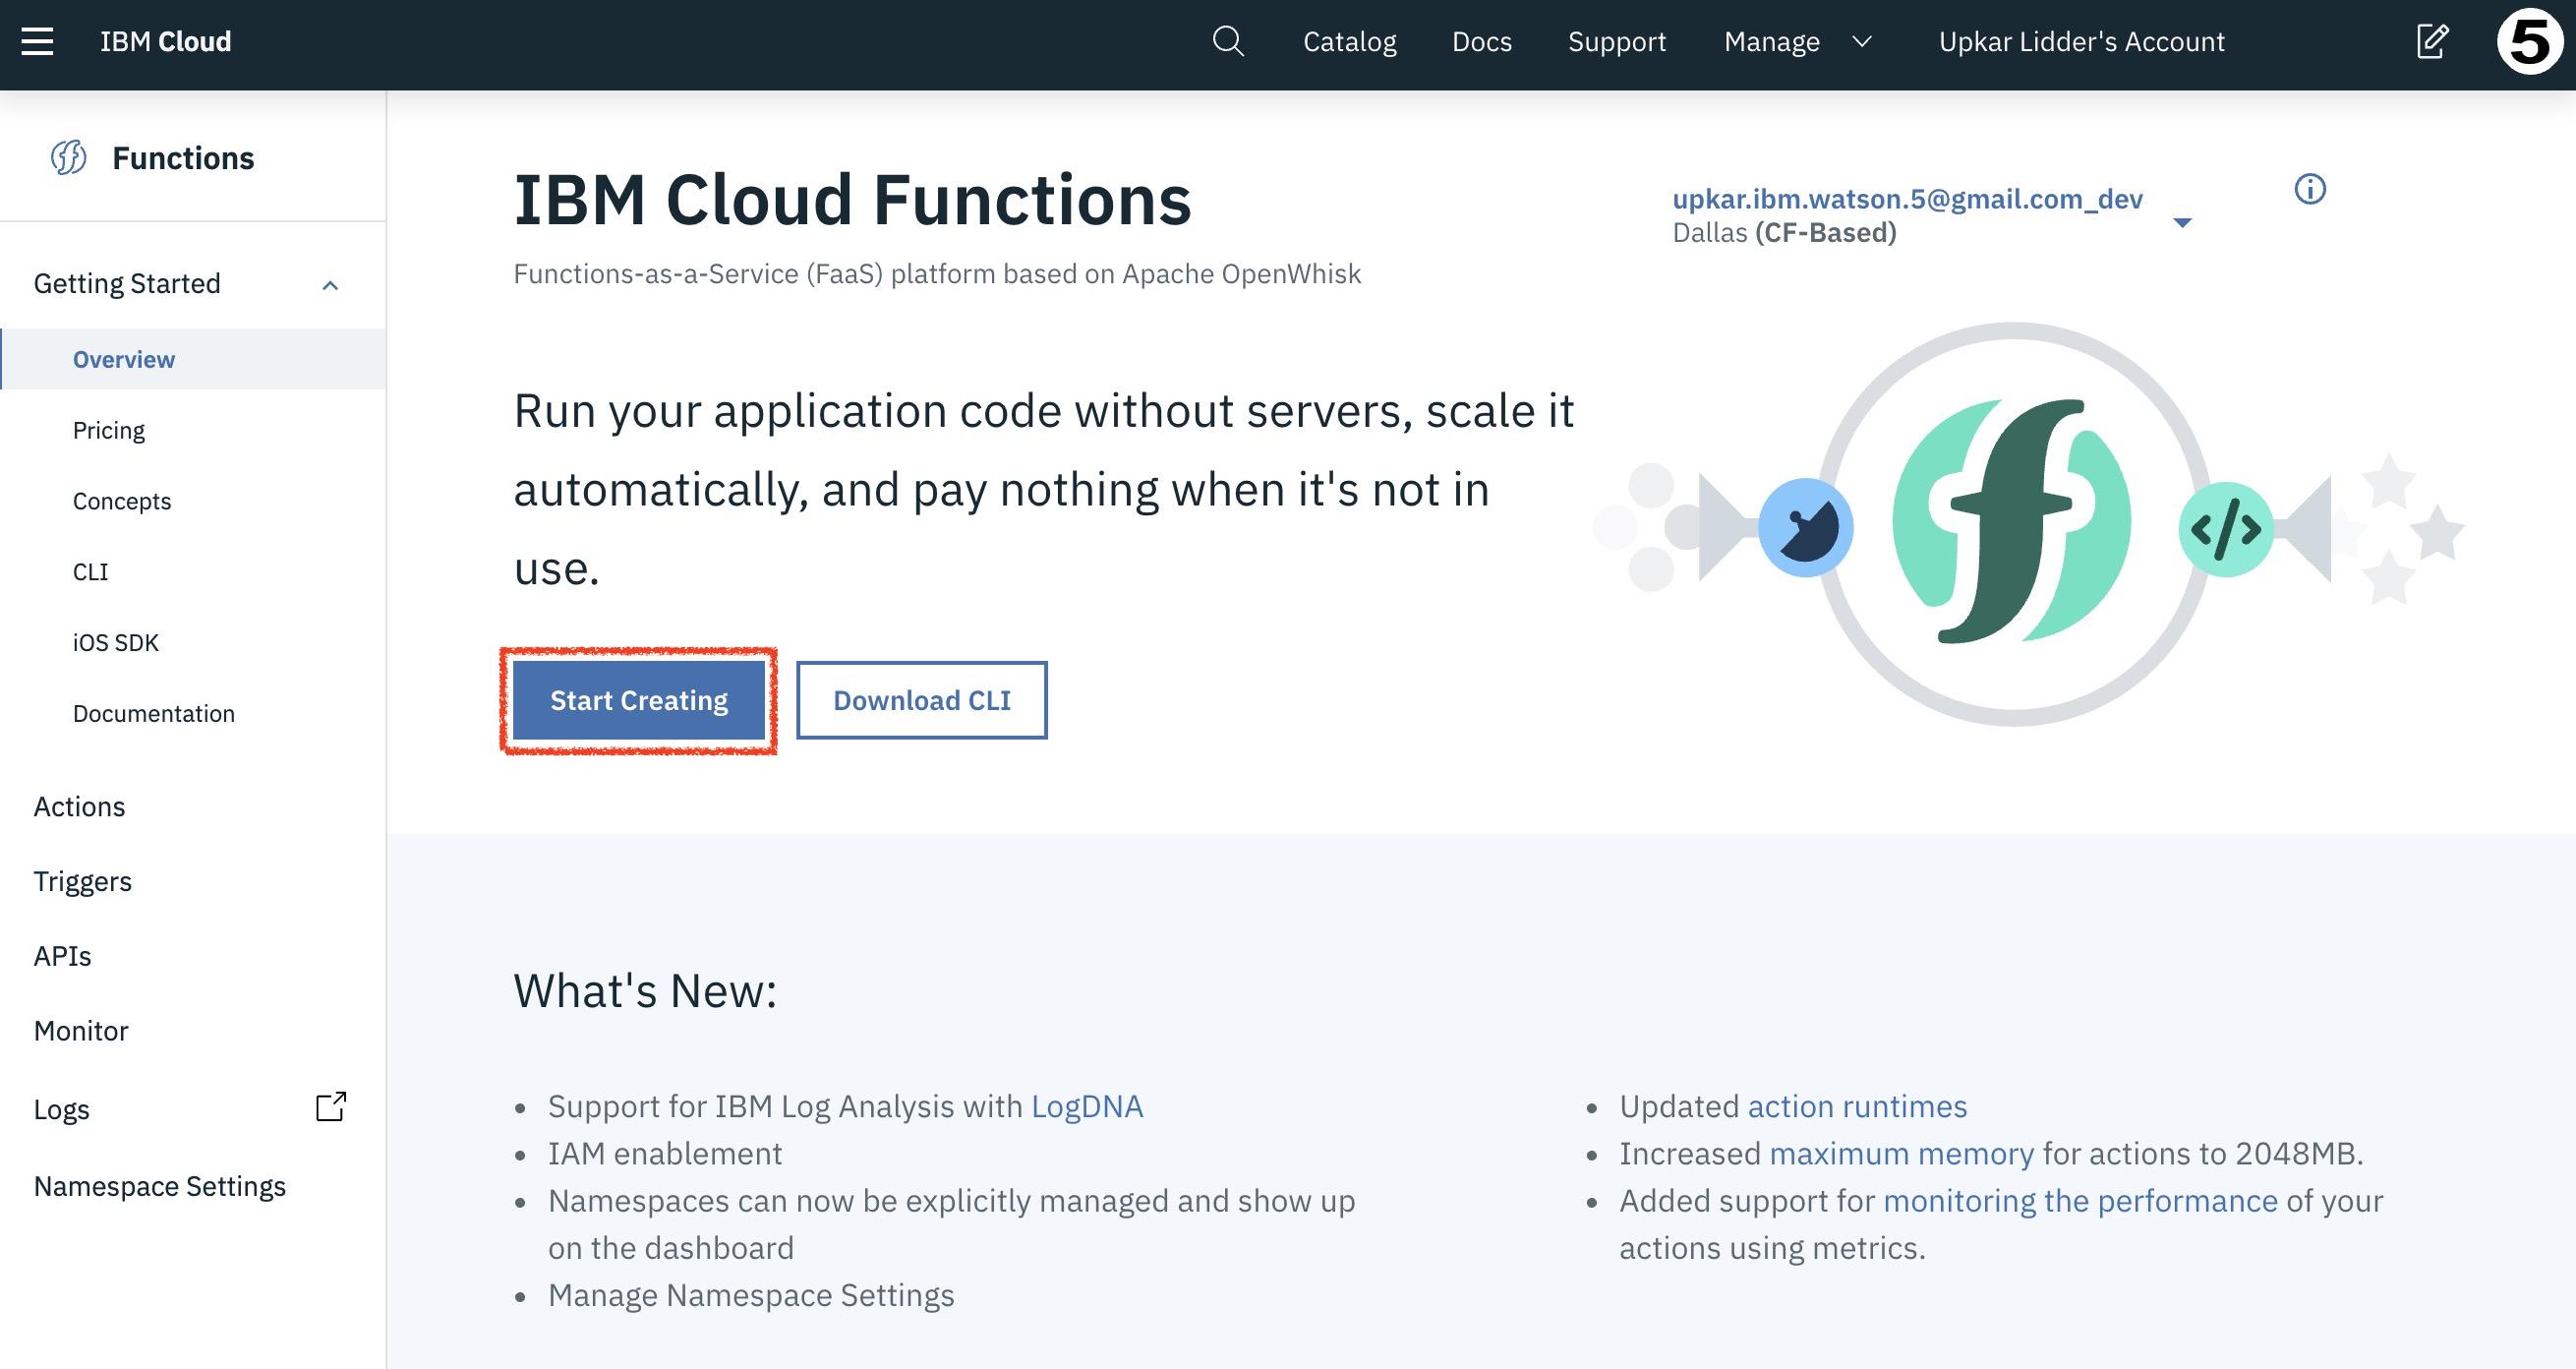 IBM Cloud
Catalog
Docs
Support
Manage
Upkar Lidder's Account
5
Functions
Getting Started
Overview
Pricing
Concepts
CLI
iOS SDK
Documentation
Actions
Triggers
APIs
Monitor
Logs
Namespace Settings
IBM Cloud Functions
Functions-as-a-Service (FaaS) platform based on Apache OpenWhisk
upkar.ibm.watson.5@gmail.com_dev
Dallas (CF-Based)
Run your application code without servers, scale it
automatically, and pay nothing when it's not in
use.
Start Creating
Download CLI
What's New:
• Support for IBM Log Analysis with LogDNA
• IAM enablement
• Namespaces can now be explicitly managed and show up
on the dashboard
• Manage Namespace Settings
• Updated action runtimes
• Increased maximum memory for actions to 2048MB.
• Added support for monitoring the performance of your
actions using metrics.